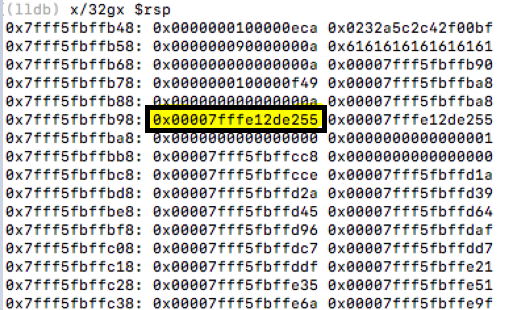 (lldb) x/32gx $rsp
0x7fff5fbffb48: 0x0000000100000eca 0x0232a5c2c42f00bf
0x7fff5fbffb58: 0x000000090000000a 0x6161616161616161
0x7fff5fbffb68: 0x000000000000000a 0x00007fff5fbffb90
0x7fff5fbffb78: 0x0000000100000f49 0x00007fff5fbffba8
0x7fff5fbffb88: 0x000000000000000a 0x00007fff5fbffba8
0x7fff5fbffb98: 0x00007fffe12de255 0x00007fffe12de255
0x7fff5fbffba8: 0x0000000000000000 0x0000000000000001
0x7fff5fbffbb8: 0x00007fff5fbffcc8 0x0000000000000000
0x7fff5fbffbc8: 0x00007fff5fbffcce 0x00007fff5fbffd1a
0x7fff5fbffbd8: 0x00007fff5fbffd2a 0x00007fff5fbffd39
0x7fff5fbffbe8: 0x00007fff5fbffd45 0x00007fff5fbffd64
0x7fff5fbffbf8: 0x00007fff5fbffd96 0x00007fff5fbffdaf
0x7fff5fbffc08: 0x00007fff5fbffdc7 0x00007fff5fbffdd7
0x7fff5fbffc18: 0x00007fff5fbffddf 0x00007fff5fbffe21
0x7fff5fbffc28: 0x00007fff5fbffe35 0x00007fff5fbffe51
0x7fff5fbffc38: 0x00007fff5fbffe6a 0x00007fff5fbffe9f